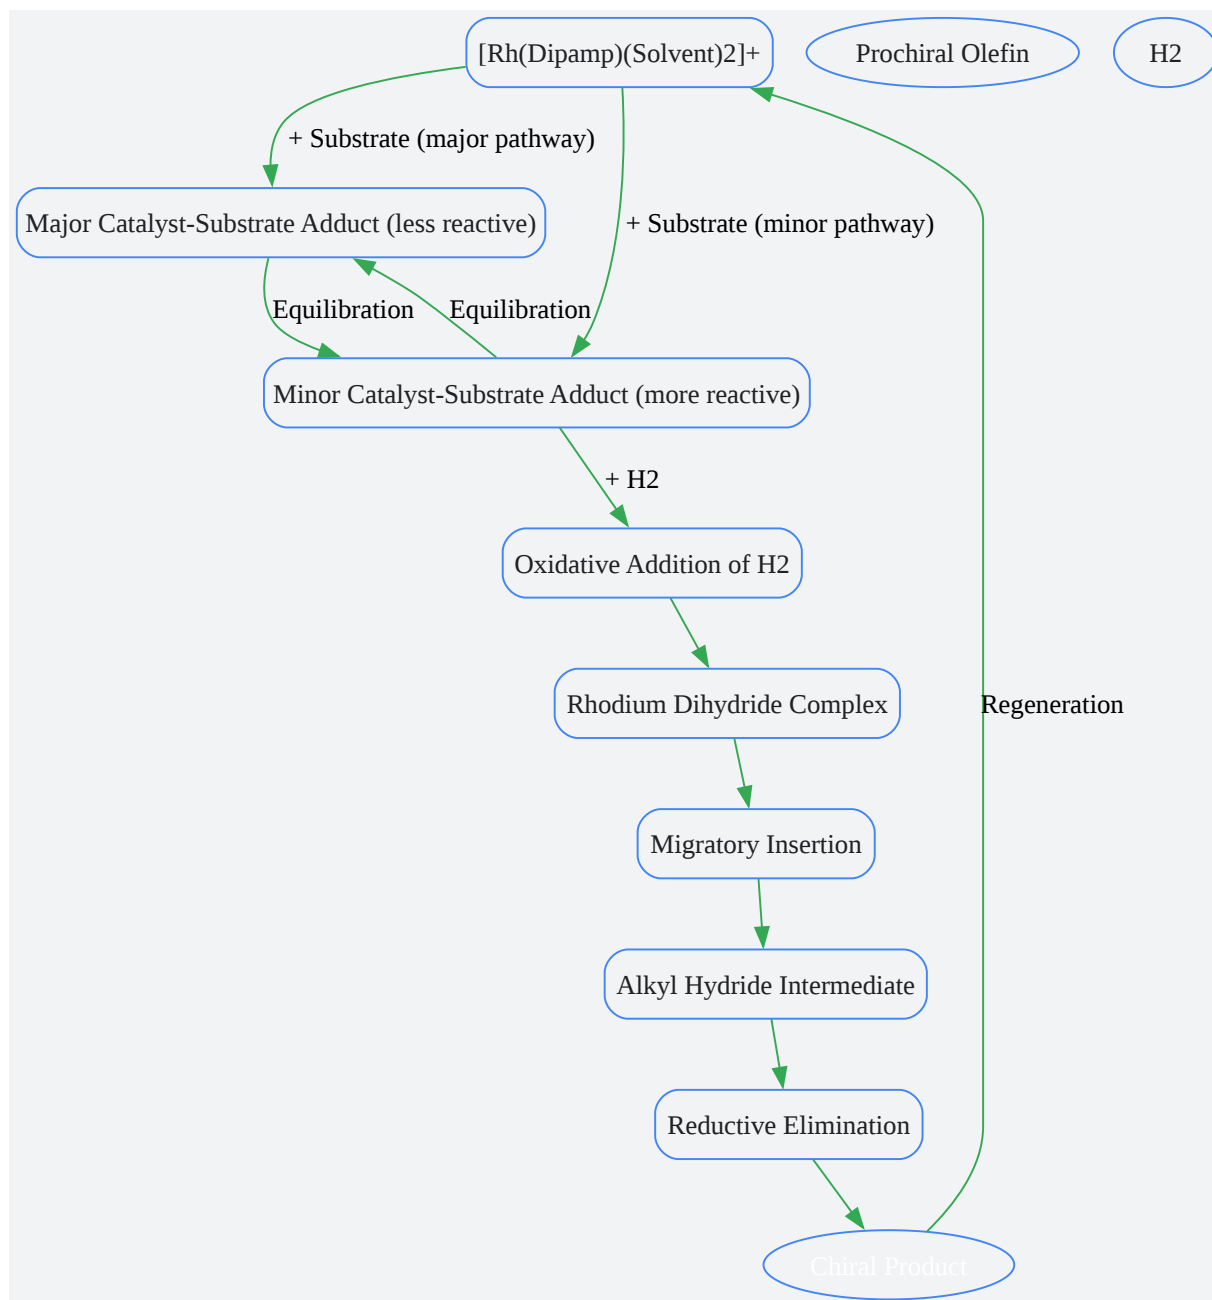 [Rh(Dipamp)(Solvent)2]+
Prochiral Olefin
H2
+ Substrate (major pathway)
Major Catalyst-Substrate Adduct (less reactive)
+ Substrate (minor pathway)
Equilibration
Equilibration
Minor Catalyst-Substrate Adduct (more reactive)
+ H2
Oxidative Addition of H2
Rhodium Dihydride Complex
Regeneration
Migratory Insertion
Alkyl Hydride Intermediate
Reductive Elimination
Chiral Product